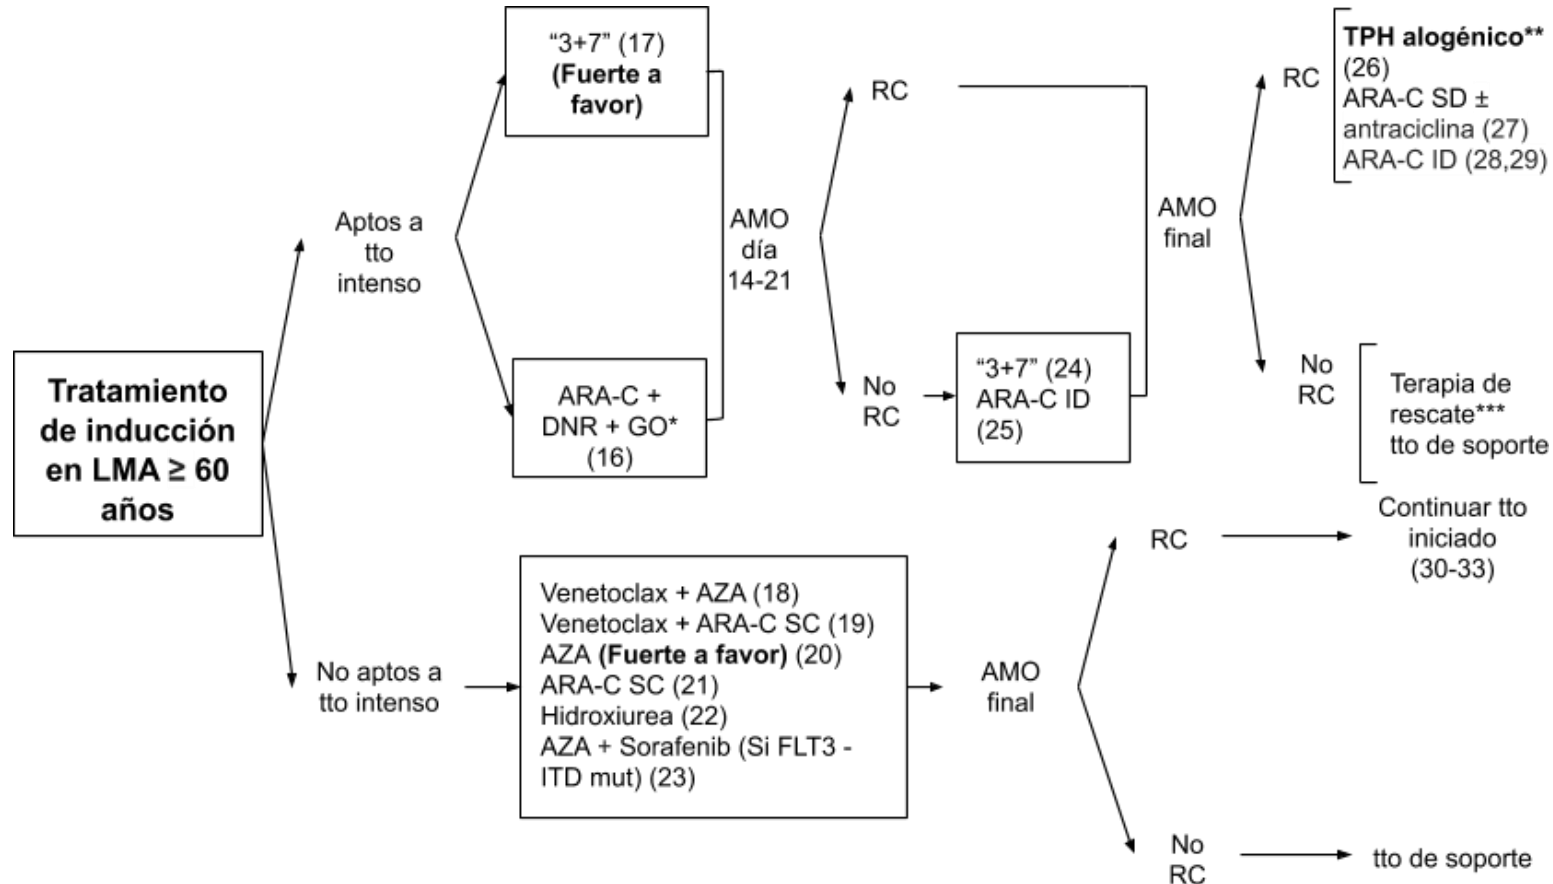 Tratamiento
de inducción
en LMA ≥ 60
años
Aptos a
tto
intenso
“3+7” (17)
(Fuerte a
favor)
ARA-C +
DNR + GO*
(16)
AMO
día
14-21
RC
No
RC
“3+7” (24)
ARA-C ID
(25)
AMO
final
RC
TPH alogénico**
(26)
ARA-C SD ±
antraciclina (27)
ARA-C ID (28,29)
No
RC
Terapia de
rescate***
tto de soporte
No aptos a
tto intenso
Venetoclax + AZA (18)
Venetoclax + ARA-C SC (19)
AZA (Fuerte a favor) (20)
ARA-C SC (21)
Hidroxiurea (22)
AZA + Sorafenib (Si FLT3 -
ITD mut) (23)
AMO
final
RC
Continuar tto
iniciado
(30-33)
No
RC
tto de soporte